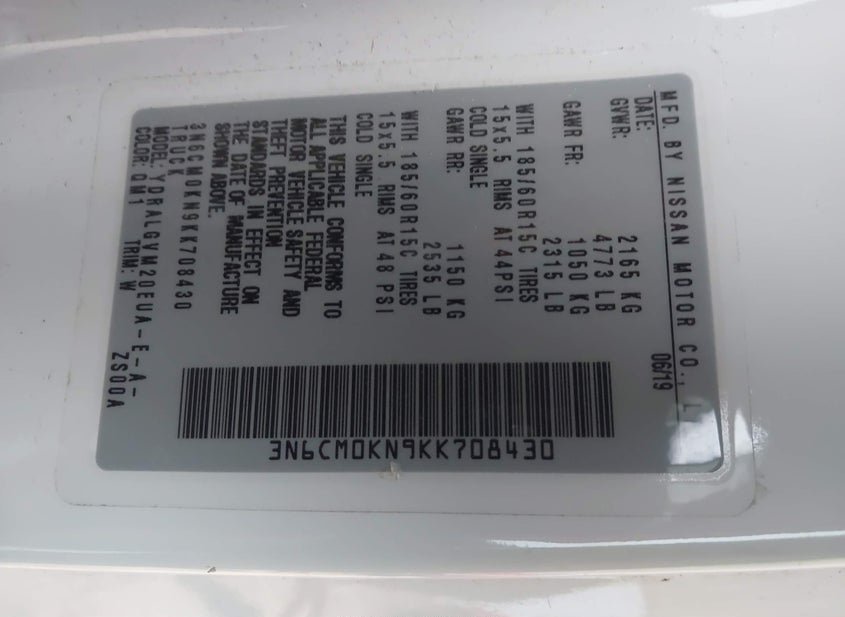 MFD. BY NISSAN MOTOR CO., L
DATE: 06/19
GVWR: 2165 KG
4773 LB
GAWR FR: 1050 KG
2315 LB
WITH 185/60R15C TIRES
15x5.5 RIMS AT 44PSI
COLD SINGLE
GAWR RR: 1150 KG
2535 LB
WITH 185/60R15C TIRES
15x5.5 RIMS AT 48 PSI
COLD SINGLE
THIS VEHICLE CONFORMS TO
ALL APPLICABLE FEDERAL
MOTOR VEHICLE SAFETY AND
THEFT PREVENTION
STANDARDS IN EFFECT ON
THE DATE OF MANUFACTURE
SHOWN ABOVE.
3N6CM0KN9KK708430
TRUCK
MODEL: YDRALGVM20EUA-E-A-
ZS00A
COLOR: QM1 TRIM: W
3N6CM0KN9KK708430